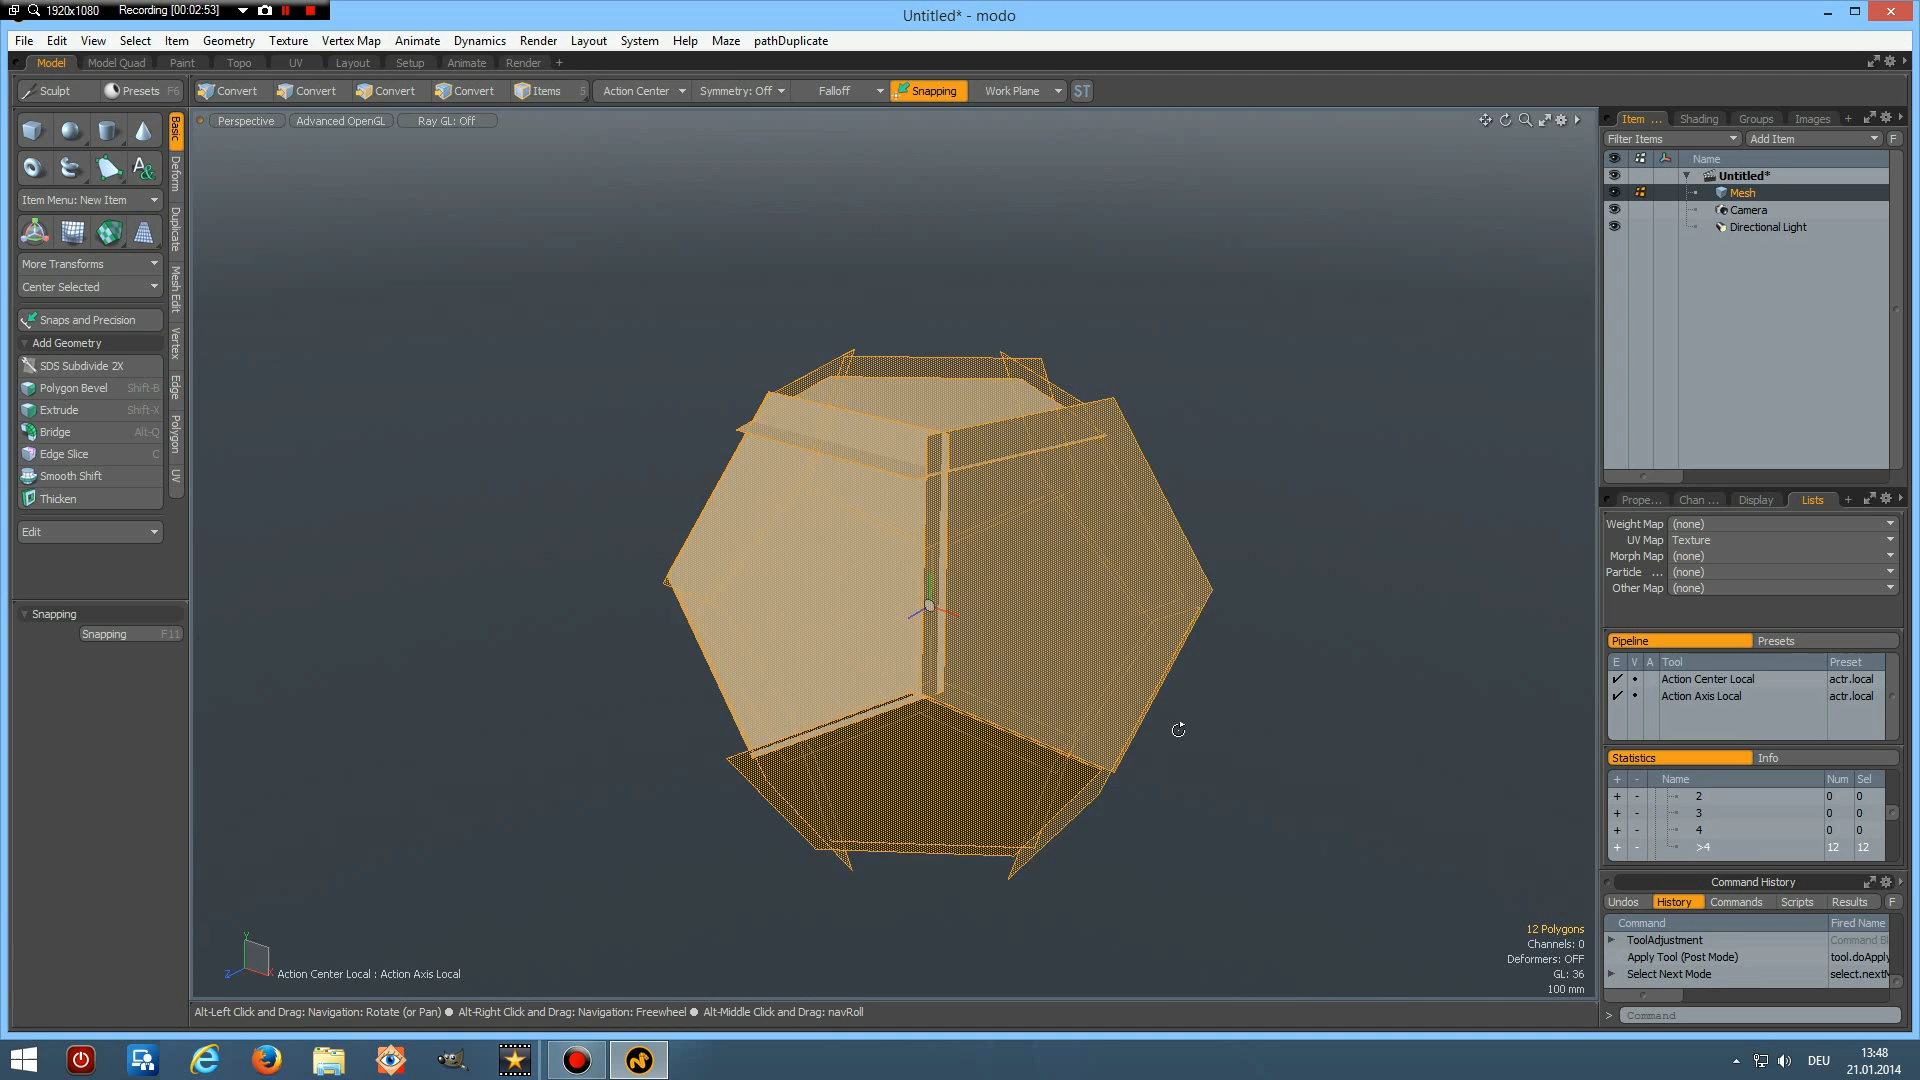 1920x1080 Recording [00:02:53]
Untitled* - modo
File Edit View Select Item Geometry Texture Vertex Map Animate Dynamics Render Layout System Help Maze pathDuplicate
Model Model Quad Paint Topo UV Layout Setup Animate Render +
Sculpt Presets F6 Convert Convert Convert Convert Items 5 Action Center Symmetry: Off Falloff Snapping Work Plane ST
Perspective Advanced OpenGL Ray GL: Off
Basic
Deform
Duplicate
Mesh Edit
Vertex
Edge
Polygon
UV
Item Menu: New Item
More Transforms
Center Selected
Snaps and Precision
Add Geometry
SDS Subdivide 2X
Polygon Bevel Shift-B
Extrude Shift-X
Bridge Alt-Q
Edge Slice C
Smooth Shift
Thicken
Edit
Snapping
Snapping F11
Item ... Shading Groups Images +
Filter Items Add Item F
Name
Untitled*
Mesh
Camera
Directional Light
Prope... Chan ... Display Lists +
Weight Map (none)
UV Map Texture
Morph Map (none)
Particle ... (none)
Other Map (none)
Pipeline Presets
E V A Tool Preset
Action Center Local actr.local
Action Axis Local actr.local
Statistics Info
+ - Name Num Sel
+ - 2 0 0
+ - 3 0 0
+ - 4 0 0
+ - >4 12 12
Command History
Undos History Commands Scripts Results F
Command Fired Name
ToolAdjustment Command Bl
Apply Tool (Post Mode) tool.doApply
Select Next Mode select.nextM
> Command
12 Polygons
Channels: 0
Deformers: OFF
GL: 36
100 mm
Y
Z
X
Action Center Local : Action Axis Local
Alt-Left Click and Drag: Navigation: Rotate (or Pan) ● Alt-Right Click and Drag: Navigation: Freewheel ● Alt-Middle Click and Drag: navRoll
DEU
13:48
21.01.2014